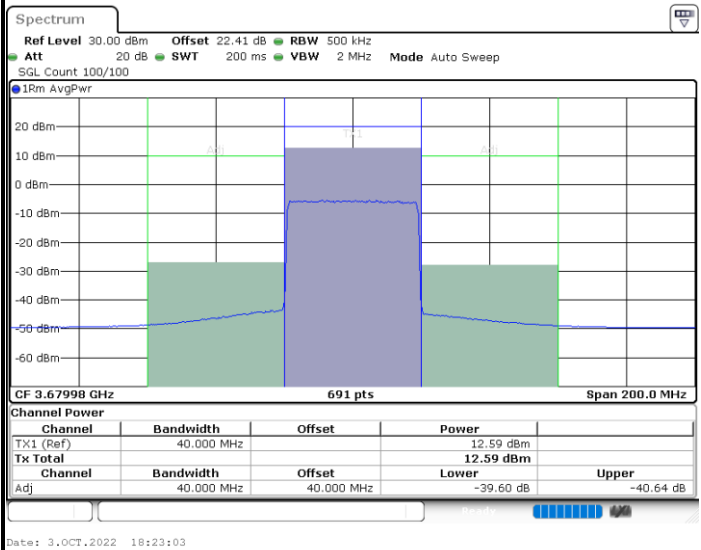 Spectrum
Ref Level 30.00 dBm Offset 22.41 dB RBW 500 kHz
Att 20 dB SWT 200 ms VBW 2 MHz Mode Auto Sweep
SGL Count 100/100
1Rm AvgPwr
20 dBm
TX1
10 dBm
Adj
Adj
0 dBm
-10 dBm
-20 dBm
-30 dBm
-40 dBm
-50 dBm
-60 dBm
CF 3.67998 GHz 691 pts Span 200.0 MHz
Channel Power
Channel Bandwidth Offset Power
TX1 (Ref) 40.000 MHz 12.59 dBm
Tx Total 12.59 dBm
Channel Bandwidth Offset Lower Upper
Adj 40.000 MHz 40.000 MHz -39.60 dB -40.64 dB
Ready
Date: 3.OCT.2022 18:23:03